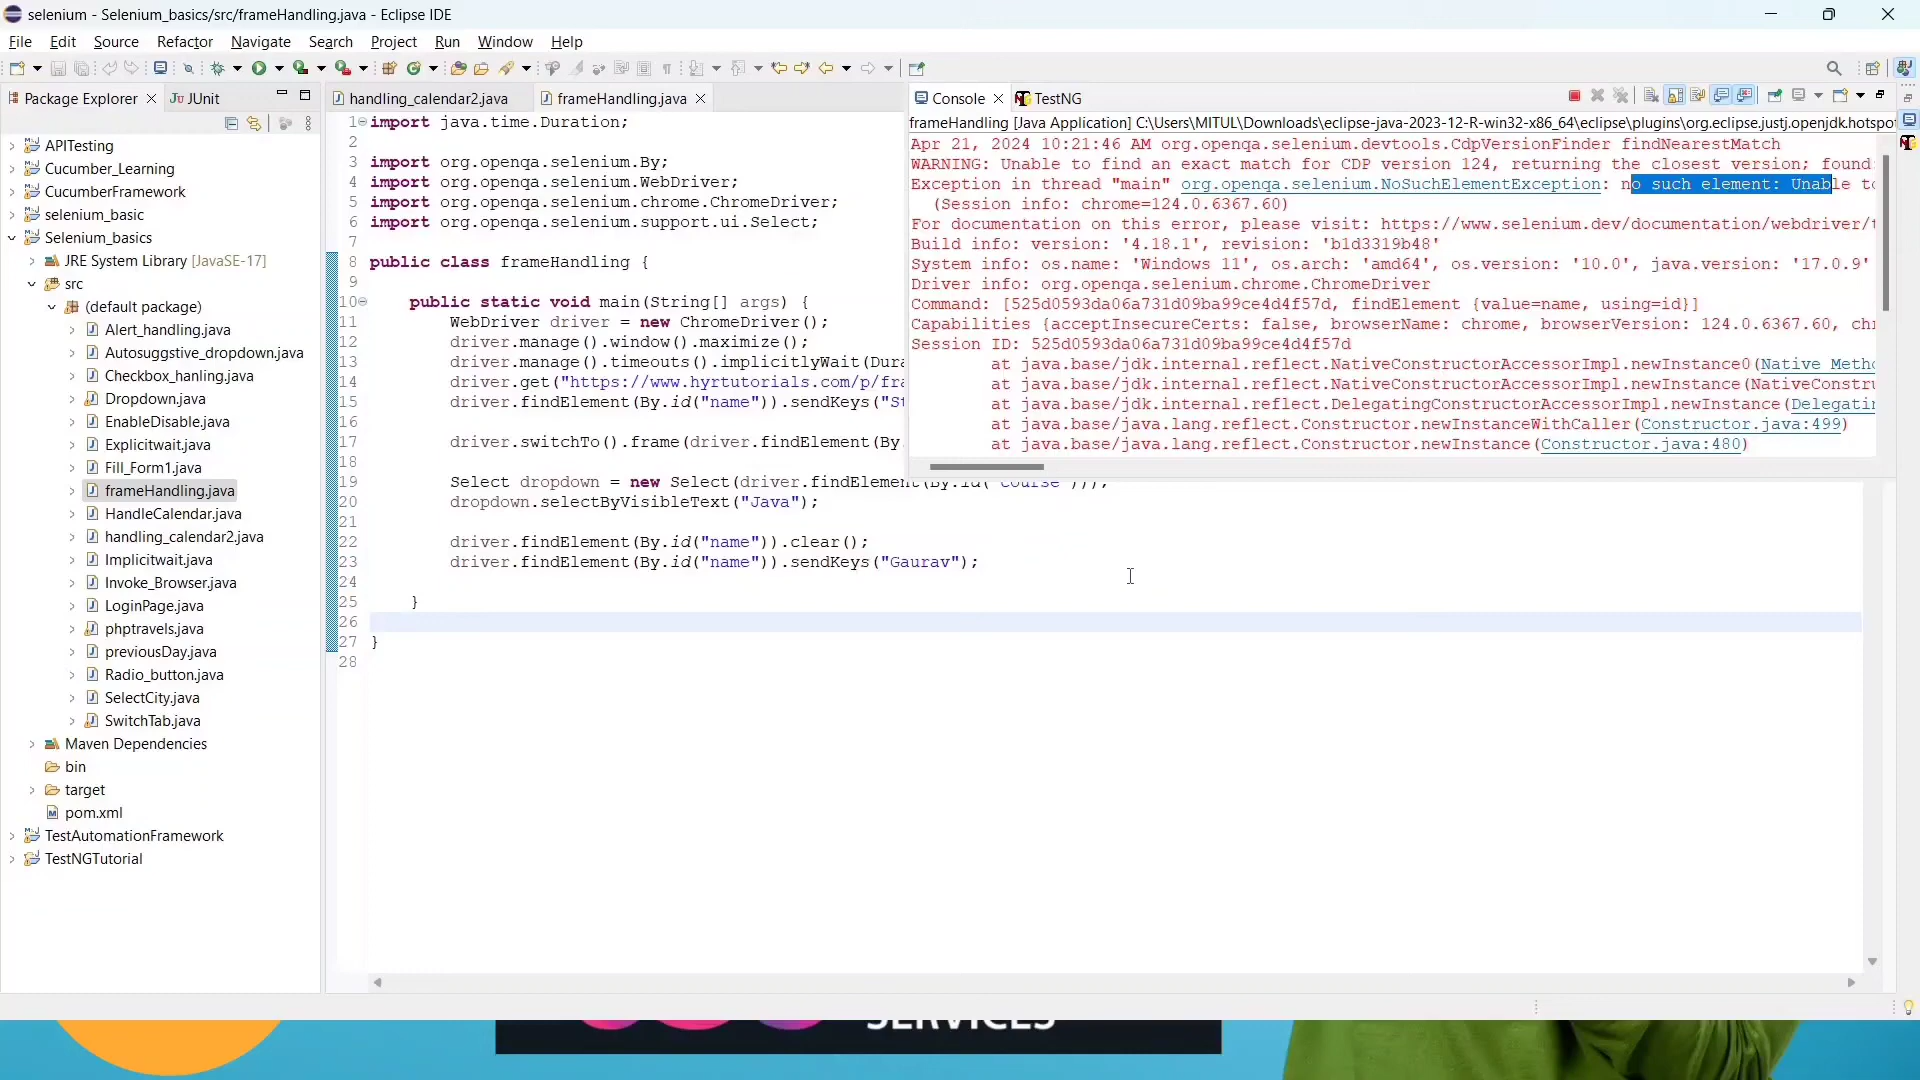 selenium - Selenium_basics/src/frameHandling.java - Eclipse IDE
File Edit Source Refactor Navigate Search Project Run Window Help
Package Explorer
JUnit
APITesting
Cucumber_Learning
CucumberFramework
selenium_basic
Selenium_basics
JRE System Library [JavaSE-17]
src
(default package)
Alert_handling.java
Autosuggstive_dropdown.java
Checkbox_hanling.java
Dropdown.java
EnableDisable.java
Explicitwait.java
Fill_Form1.java
frameHandling.java
HandleCalendar.java
handling_calendar2.java
Implicitwait.java
Invoke_Browser.java
LoginPage.java
phptravels.java
previousDay.java
Radio_button.java
SelectCity.java
SwitchTab.java
Maven Dependencies
bin
target
pom.xml
TestAutomationFramework
TestNGTutorial
handling_calendar2.java
frameHandling.java
1 import java.time.Duration;
2
3 import org.openqa.selenium.By;
4 import org.openqa.selenium.WebDriver;
5 import org.openqa.selenium.chrome.ChromeDriver;
6 import org.openqa.selenium.support.ui.Select;
7
8 public class frameHandling {
9
10 public static void main(String[] args) {
11 WebDriver driver = new ChromeDriver();
12 driver.manage().window().maximize();
13 driver.manage().timeouts().implicitlyWait(Dura
14 driver.get("https://www.hyrtutorials.com/p/fra
15 driver.findElement(By.id("name")).sendKeys("St
16
17 driver.switchTo().frame(driver.findElement(By.
18
19 Select dropdown = new Select(driver.findElement(By.id("course")));
20 dropdown.selectByVisibleText("Java");
21
22 driver.findElement(By.id("name")).clear();
23 driver.findElement(By.id("name")).sendKeys("Gaurav");
24
25 }
26
27 }
28
Console
TestNG
frameHandling [Java Application] C:\Users\MITUL\Downloads\eclipse-java-2023-12-R-win32-x86_64\eclipse\plugins\org.eclipse.justj.openjdk.hotspo
Apr 21, 2024 10:21:46 AM org.openqa.selenium.devtools.CdpVersionFinder findNearestMatch
WARNING: Unable to find an exact match for CDP version 124, returning the closest version; found:
Exception in thread "main" org.openqa.selenium.NoSuchElementException: no such element: Unable to
(Session info: chrome=124.0.6367.60)
For documentation on this error, please visit: https://www.selenium.dev/documentation/webdriver/t
Build info: version: '4.18.1', revision: 'b1d3319b48'
System info: os.name: 'Windows 11', os.arch: 'amd64', os.version: '10.0', java.version: '17.0.9'
Driver info: org.openqa.selenium.chrome.ChromeDriver
Command: [525d0593da06a731d09ba99ce4d4f57d, findElement {value=name, using=id}]
Capabilities {acceptInsecureCerts: false, browserName: chrome, browserVersion: 124.0.6367.60, chr
Session ID: 525d0593da06a731d09ba99ce4d4f57d
at java.base/jdk.internal.reflect.NativeConstructorAccessorImpl.newInstance0(Native Metho
at java.base/jdk.internal.reflect.NativeConstructorAccessorImpl.newInstance(NativeConstru
at java.base/jdk.internal.reflect.DelegatingConstructorAccessorImpl.newInstance(Delegatin
at java.base/java.lang.reflect.Constructor.newInstanceWithCaller(Constructor.java:499)
at java.base/java.lang.reflect.Constructor.newInstance(Constructor.java:480)
SERVICES